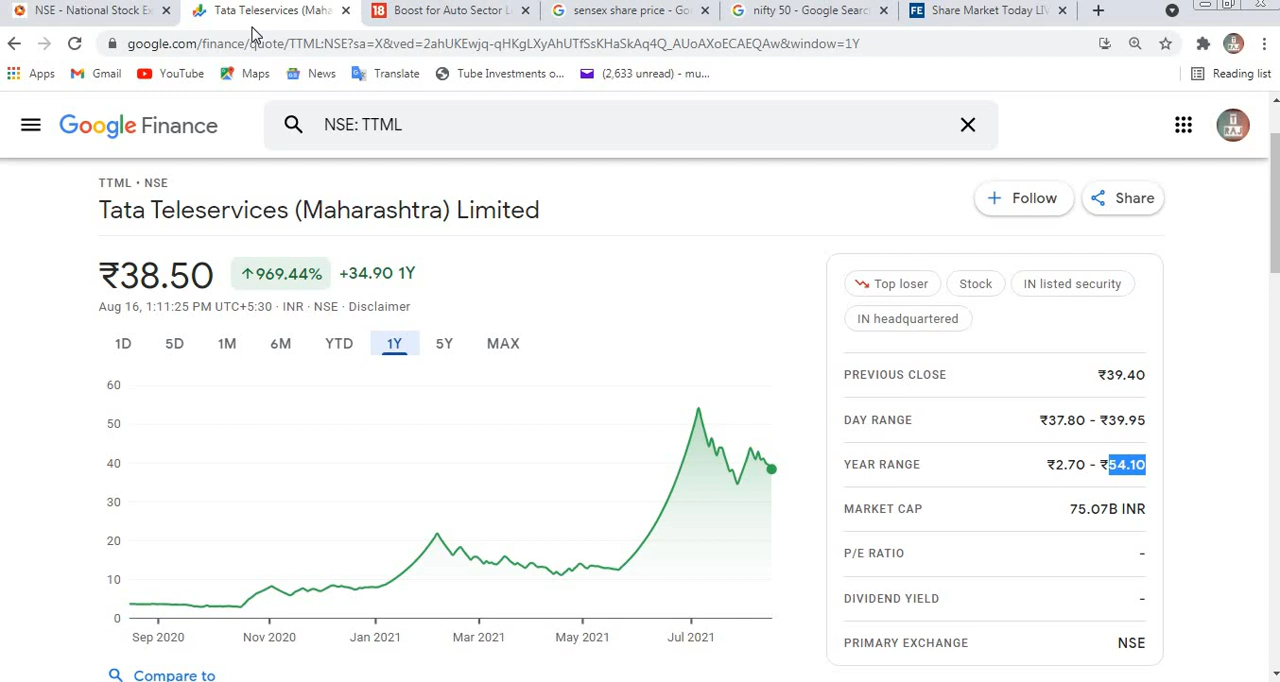 NSE - National Stock Ex
Tata Teleservices (Maha
Boost for Auto Sector L
sensex share price - Go
nifty 50 - Google Searc
FE Share Market Today LIV
google.com/finance/quote/TTML:NSE?sa=X&ved=2ahUKEwjq-qHKgLXyAhUTfSsKHaSkAq4Q_AUoAXoECAEQAw&window=1Y
Apps
Gmail
YouTube
Maps
News
Translate
Tube Investments o...
(2,633 unread) - mu...
Reading list
Google Finance
NSE: TTML
TTML • NSE
Tata Teleservices (Maharashtra) Limited
Follow
Share
₹38.50
↑969.44%
+34.90 1Y
Aug 16, 1:11:25 PM UTC+5:30 · INR · NSE · Disclaimer
1D
5D
1M
6M
YTD
1Y
5Y
MAX
60
50
40
30
20
10
0
Sep 2020
Nov 2020
Jan 2021
Mar 2021
May 2021
Jul 2021
Compare to
Top loser
Stock
IN listed security
IN headquartered
PREVIOUS CLOSE ₹39.40
DAY RANGE ₹37.80 - ₹39.95
YEAR RANGE ₹2.70 - ₹54.10
MARKET CAP 75.07B INR
P/E RATIO -
DIVIDEND YIELD -
PRIMARY EXCHANGE NSE